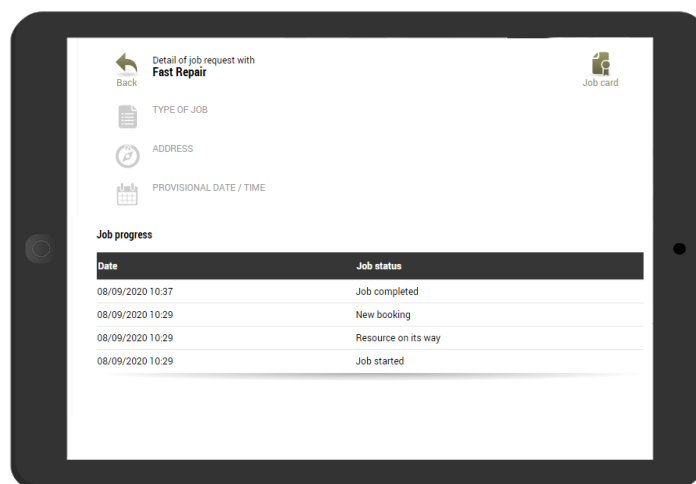 Detail of job request with
Fast Repair
Back
Job card
TYPE OF JOB
ADDRESS
PROVISIONAL DATE / TIME
Job progress
Date Job status
08/09/2020 10:37 Job completed
08/09/2020 10:29 New booking
08/09/2020 10:29 Resource on its way
08/09/2020 10:29 Job started